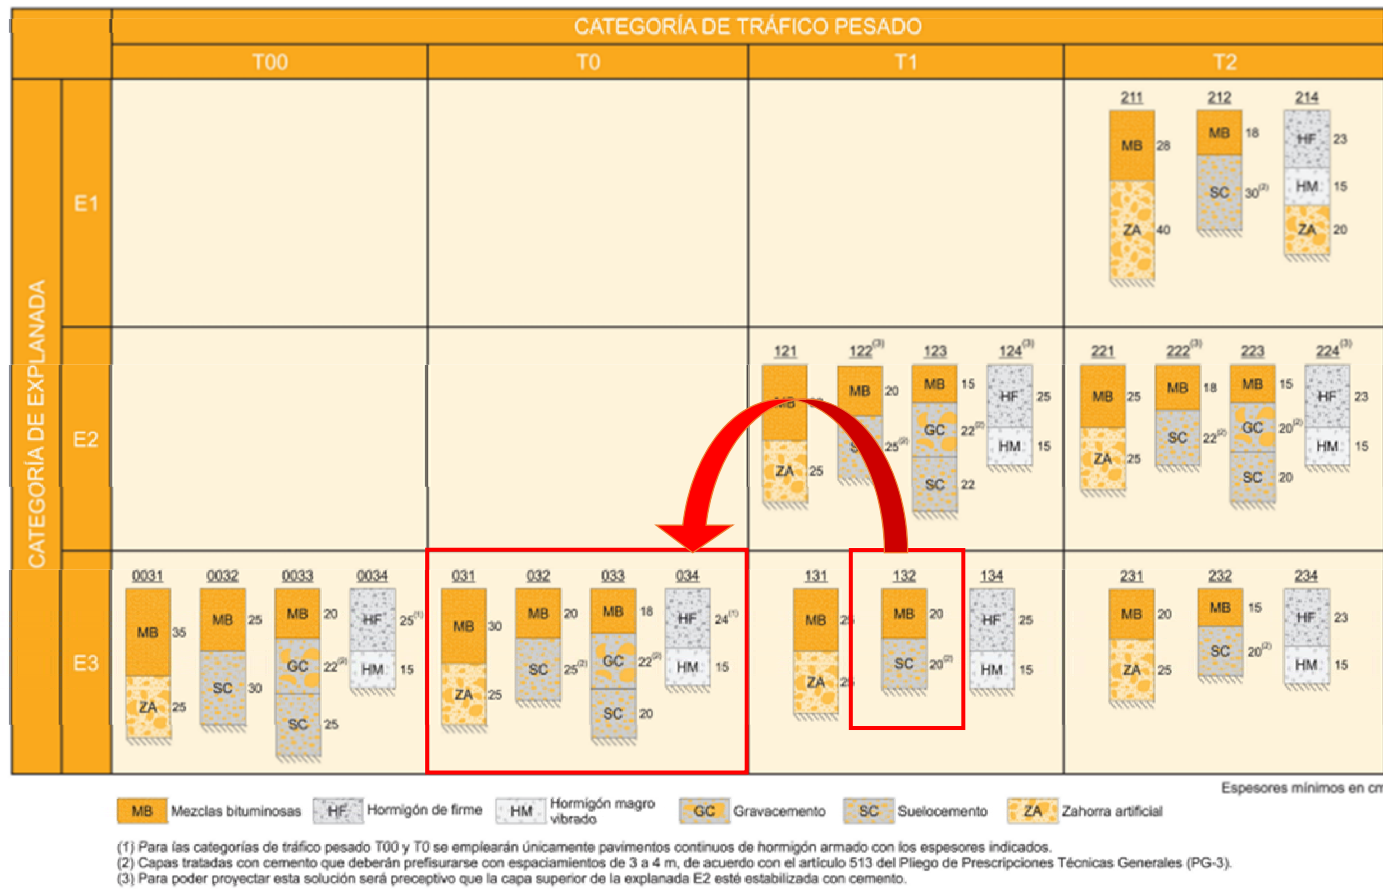 CATEGORÍA DE TRÁFICO PESADO
T00 T0 T1 T2
CATEGORÍA DE EXPLANADA
E1
211 212 214
MB 28 MB 18 HF 23
SC 30(2) HM 15
ZA 40 ZA 20
E2
121 122(3) 123 124(3) 221 222(3) 223 224(3)
MB MB 20 MB 15 HF 25 MB 25 MB 18 MB 15 HF 23
25(2) GC 22(2) HM 15 SC 22(2) GC 20(2) HM 15
ZA 25 SC 22 ZA 25 SC 20
E3
0031 0032 0033 0034 031 032 033 034 131 132 134 231 232 234
MB 35 MB 25 MB 20 HF 25(1) MB 30 MB 20 MB 18 HF 24(1) MB MB 20 HF 25 MB 20 MB 15 HF 23
GC 22(2) HM 15 SC 25(2) GC 22(2) HM 15 SC 20(2) HM 15 SC 20(2) HM 15
ZA 25 SC 30 SC 25 ZA 25 SC 20 ZA ZA 25
Espesores mínimos en cm
MB Mezclas bituminosas HF Hormigón de firme HM Hormigón magro vibrado GC Gravacemento SC Suelocemento ZA Zahorra artificial
(1) Para las categorías de tráfico pesado T00 y T0 se emplearán únicamente pavimentos continuos de hormigón armado con los espesores indicados.
(2) Capas tratadas con cemento que deberán prefisurarse con espaciamientos de 3 a 4 m, de acuerdo con el artículo 513 del Pliego de Prescripciones Técnicas Generales (PG-3).
(3) Para poder proyectar esta solución será preceptivo que la capa superior de la explanada E2 esté estabilizada con cemento.